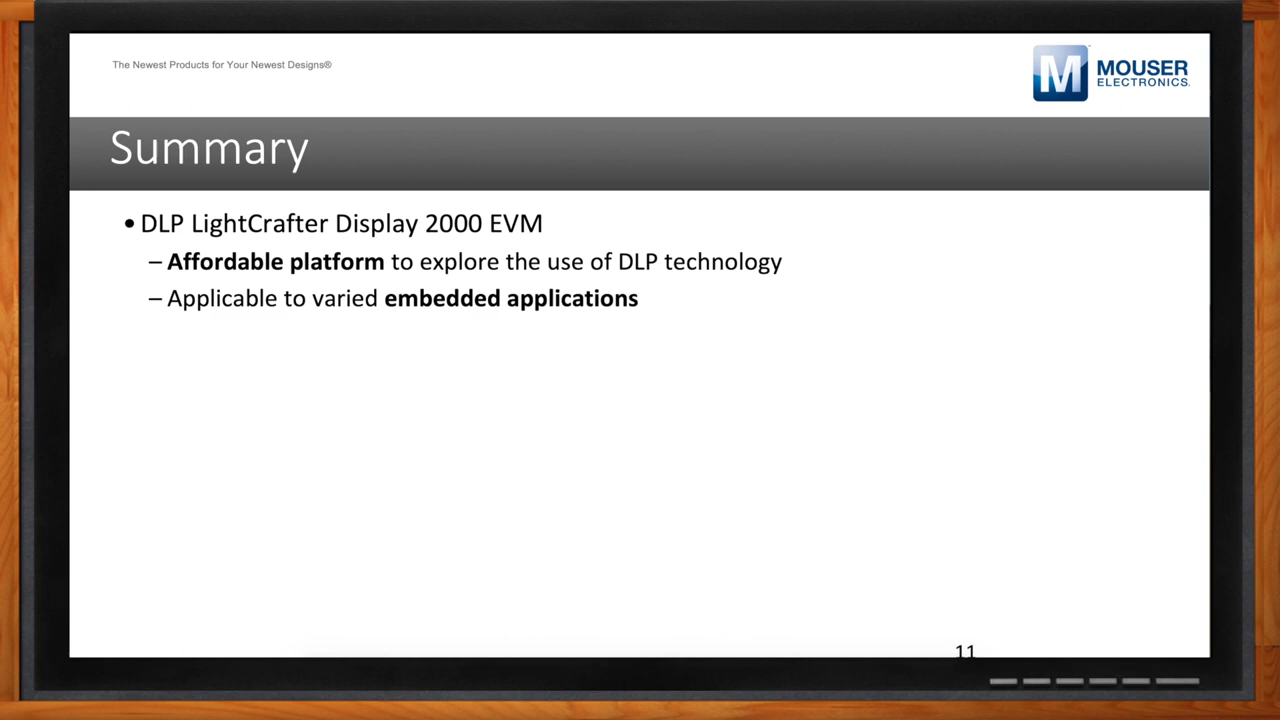 The Newest Products for Your Newest Designs®
M MOUSER
ELECTRONICS.
Summary
• DLP LightCrafter Display 2000 EVM
– Affordable platform to explore the use of DLP technology
– Applicable to varied embedded applications
11